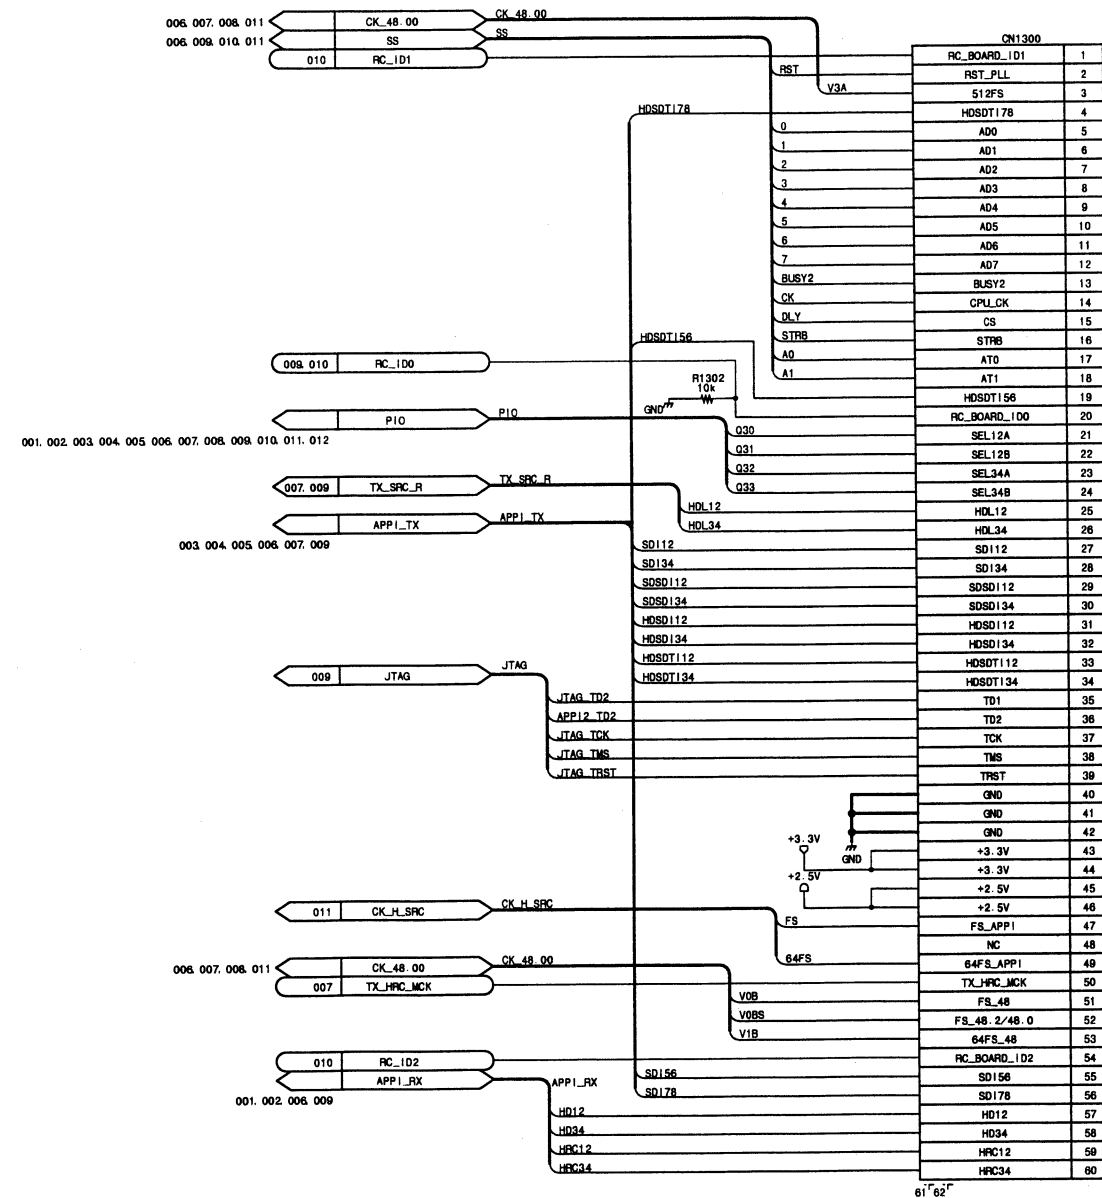 006. 007. 008. 011 CK_48. 00 CK_48. 00
006. 009. 010. 011 SS SS
CN1300
010 RC_ID1 RC_BOARD_ID1 1
RST RST_PLL 2
V3A 512FS 3
HDSDTI78 HDSDTI78 4
0 AD0 5
1 AD1 6
2 AD2 7
3 AD3 8
4 AD4 9
5 AD5 10
6 AD6 11
7 AD7 12
BUSY2 BUSY2 13
CK CPU_CK 14
DLY CS 15
STRB STRB 16
HDSDTI56
009. 010 RC_ID0 A0 AT0 17
A1 AT1 18
R1302
10k
HDSDTI56 19
GND
PIO PIO RC_BOARD_ID0 20
001. 002. 003. 004. 005. 006. 007. 008. 009. 010. 011. 012
Q30 SEL12A 21
Q31 SEL12B 22
Q32 SEL34A 23
007. 009 TX_SRC_R TX_SRC_R Q33 SEL34B 24
HDL12 HDL12 25
APPI_TX APPI_TX HDL34 HDL34 26
003. 004. 005. 006. 007. 009
SDI12 SDI12 27
SDI34 SDI34 28
SDSDI12 SDSDI12 29
SDSDI34 SDSDI34 30
HDSDI12 HDSDI12 31
HDSDI34 HDSDI34 32
HDSDTI12 HDSDTI12 33
009 JTAG JTAG HDSDTI34 HDSDTI34 34
JTAG_TD2 TD1 35
APPI2_TD2 TD2 36
JTAG_TCK TCK 37
JTAG_TMS TMS 38
JTAG_TRST TRST 39
GND 40
GND 41
GND 42
+3. 3V GND +3. 3V 43
+3. 3V 44
+2. 5V +2. 5V 45
011 CK_H_SRC CK_H_SRC +2. 5V 46
FS FS_APPI 47
NC 48
64FS 64FS_APPI 49
006. 007. 008. 011 CK_48. 00 CK_48. 00
007 TX_HRC_MCK TX_HRC_MCK 50
V0B FS_48 51
V0BS FS_48. 2/48. 0 52
V1B 64FS_48 53
010 RC_ID2 RC_BOARD_ID2 54
APPI_RX APPI_RX SDI56 SDI56 55
001. 002. 006. 009
SDI78 SDI78 56
HD12 HD12 57
HD34 HD34 58
HRC12 HRC12 59
HRC34 HRC34 60
61 62